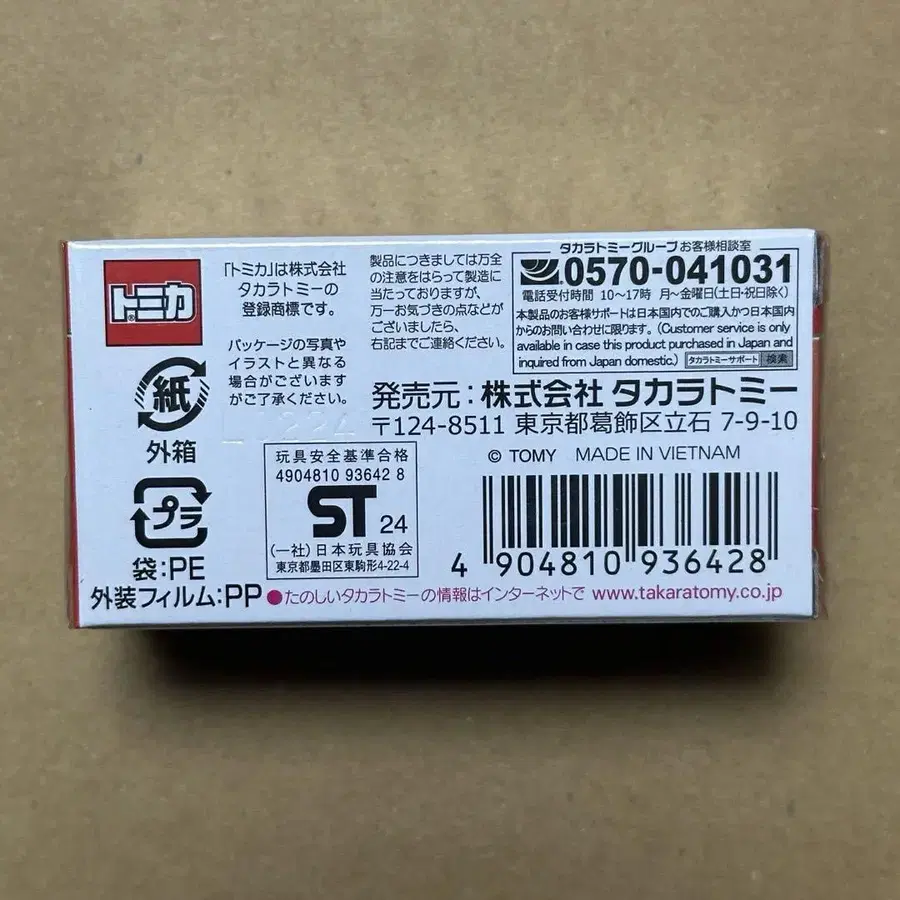 トミカ
®
「トミカ」は株式会社
タカラトミーの
登録商標です。
パッケージの写真や
イラストと異なる
場合がございます
がご了承ください。
製品につきましては万全
の注意をはらって製造に
当たっておりますが、
万一お気づきの点などが
ございましたら、
右記までご連絡ください。
タカラトミーグループ お客様相談室
0570-041031
電話受付時間 10〜17時 月〜金曜日(土日・祝日除く)
本製品のお客様サポートは日本国内でのご購入かつ日本国内
からのお問い合わせに限ります。(Customer service is only
available in case this product purchased in Japan and
inquired from Japan domestic.) タカラトミーサポート 検索
発売元:株式会社 タカラトミー
〒124-8511 東京都葛飾区立石 7-9-10
© TOMY MADE IN VIETNAM
紙
外箱
プラ
袋:PE
外装フィルム:PP
玩具安全基準合格
4904810 93642 8
ST 24
(一社)日本玩具協会
東京都墨田区東駒形4-22-4
4 904810 936428
●たのしいタカラトミーの情報はインターネットで www.takaratomy.co.jp